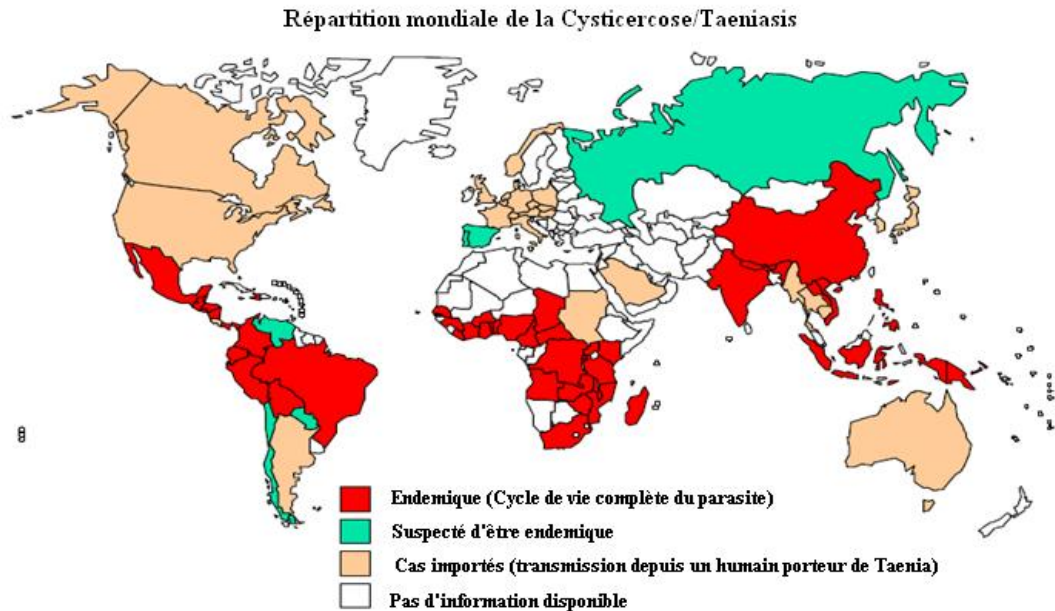 Répartition mondiale de la Cysticercose/Taeniasis
Endemique (Cycle de vie complète du parasite)
Suspecté d'être endemique
Cas importés (transmission depuis un humain porteur de Taenia)
Pas d'information disponible